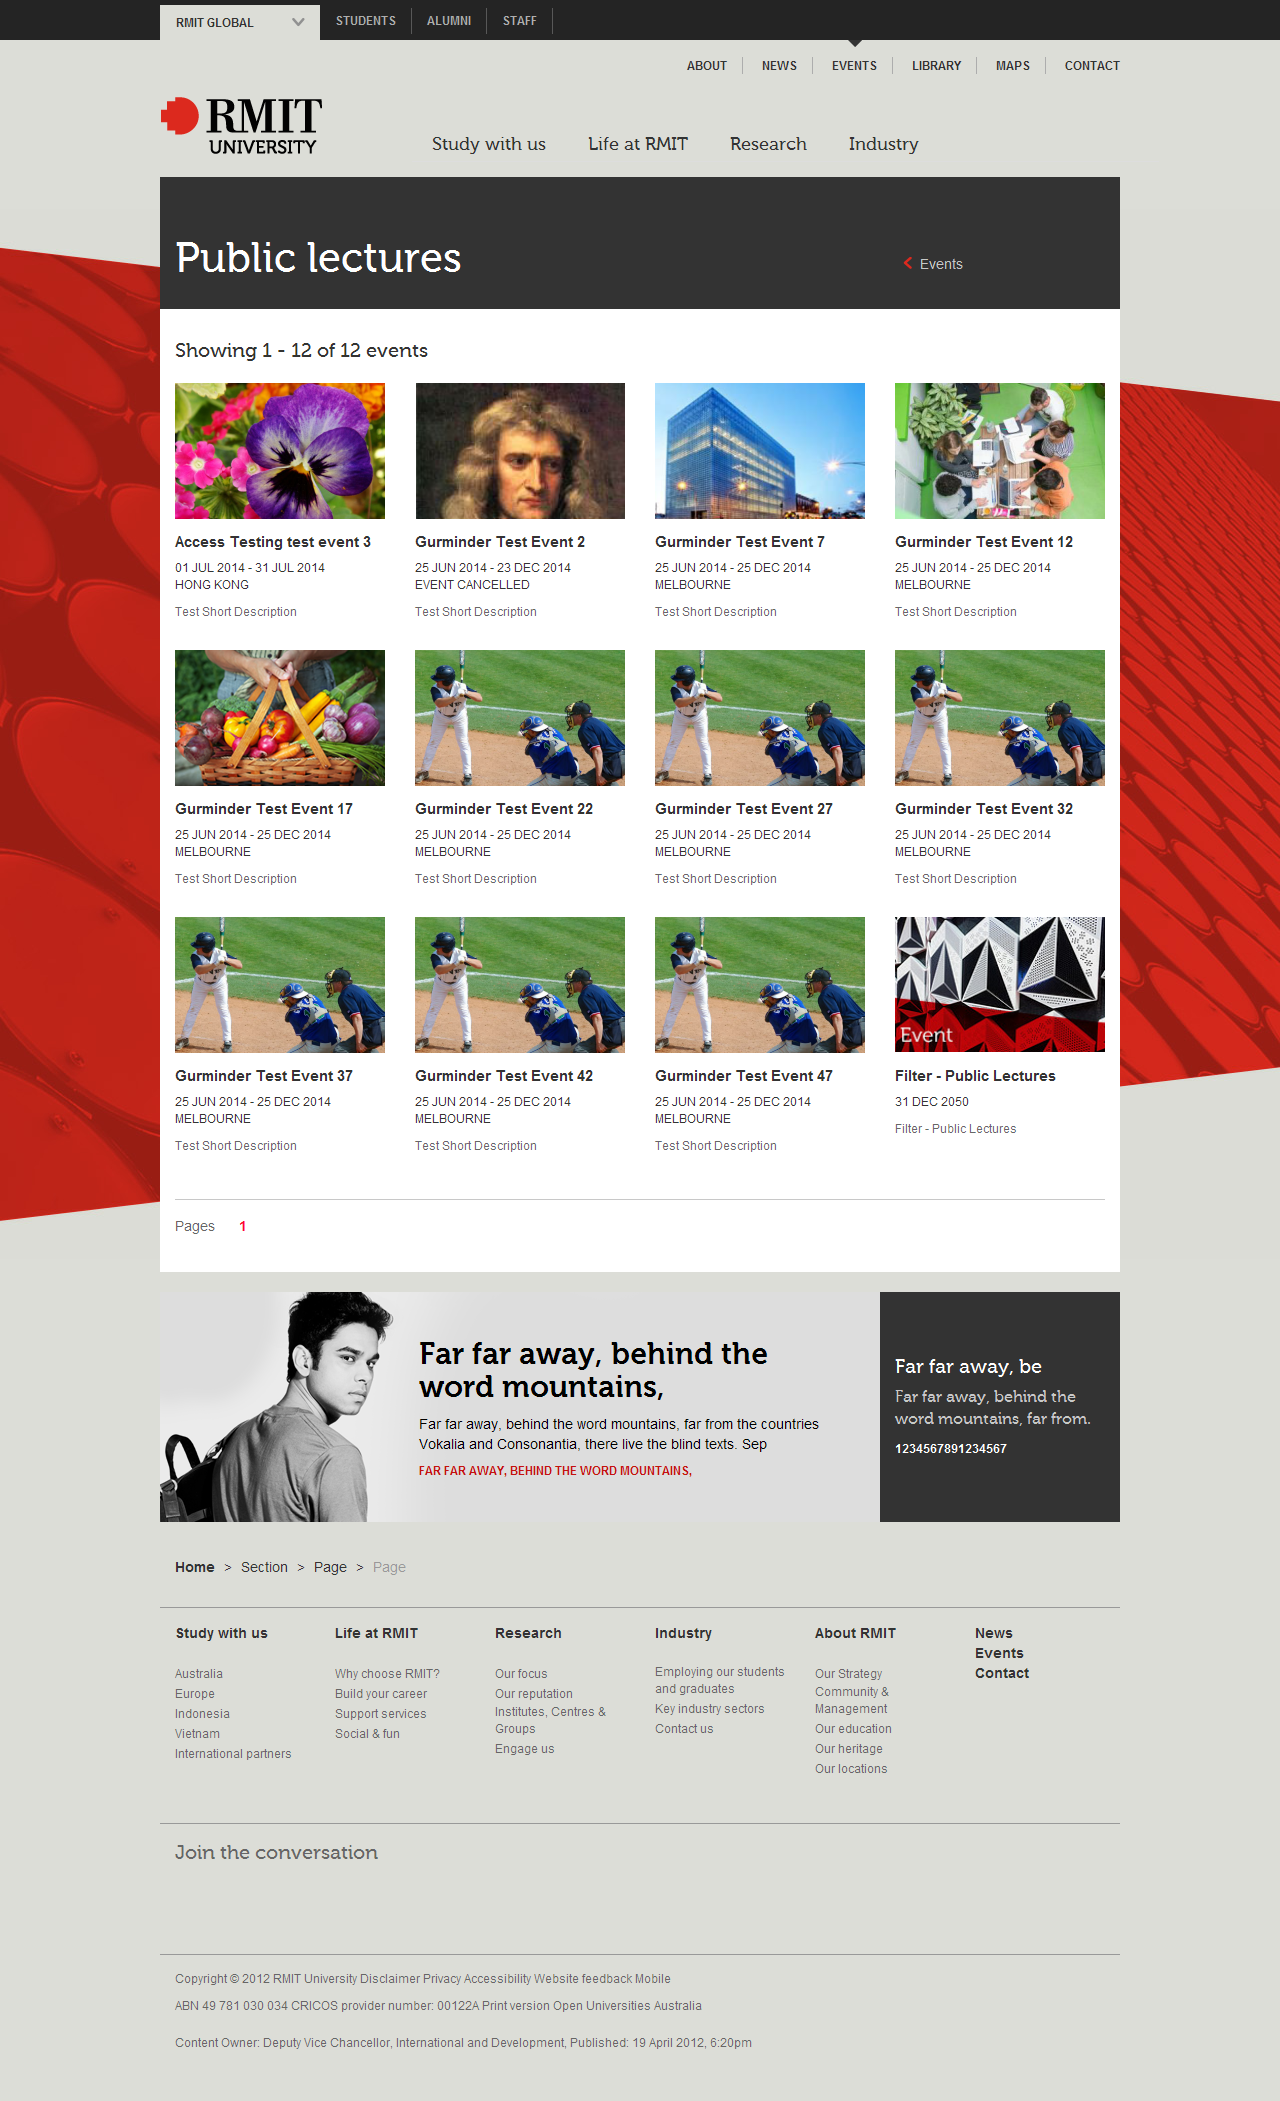 RMIT GLOBAL
STUDENTS
ALUMNI
STAFF
ABOUT
NEWS
EVENTS
LIBRARY
MAPS
CONTACT
RMIT
UNIVERSITY
Study with us
Life at RMIT
Research
Industry
Public lectures
Events
Showing 1 - 12 of 12 events
Access Testing test event 3
01 JUL 2014 - 31 JUL 2014
HONG KONG
Test Short Description
Gurminder Test Event 2
25 JUN 2014 - 23 DEC 2014
EVENT CANCELLED
Test Short Description
Gurminder Test Event 7
25 JUN 2014 - 25 DEC 2014
MELBOURNE
Test Short Description
Gurminder Test Event 12
25 JUN 2014 - 25 DEC 2014
MELBOURNE
Test Short Description
Gurminder Test Event 17
25 JUN 2014 - 25 DEC 2014
MELBOURNE
Test Short Description
Gurminder Test Event 22
25 JUN 2014 - 25 DEC 2014
MELBOURNE
Test Short Description
Gurminder Test Event 27
25 JUN 2014 - 25 DEC 2014
MELBOURNE
Test Short Description
Gurminder Test Event 32
25 JUN 2014 - 25 DEC 2014
MELBOURNE
Test Short Description
Gurminder Test Event 37
25 JUN 2014 - 25 DEC 2014
MELBOURNE
Test Short Description
Gurminder Test Event 42
25 JUN 2014 - 25 DEC 2014
MELBOURNE
Test Short Description
Gurminder Test Event 47
25 JUN 2014 - 25 DEC 2014
MELBOURNE
Test Short Description
Event
Filter - Public Lectures
31 DEC 2050
Filter - Public Lectures
Pages 1
Far far away, behind the
word mountains,
Far far away, behind the word mountains, far from the countries
Vokalia and Consonantia, there live the blind texts. Sep
FAR FAR AWAY, BEHIND THE WORD MOUNTAINS,
Far far away, be
Far far away, behind the
word mountains, far from.
1234567891234567
Home > Section > Page > Page
Study with us
Australia
Europe
Indonesia
Vietnam
International partners
Life at RMIT
Why choose RMIT?
Build your career
Support services
Social & fun
Research
Our focus
Our reputation
Institutes, Centres &
Groups
Engage us
Industry
Employing our students
and graduates
Key industry sectors
Contact us
About RMIT
Our Strategy
Community &
Management
Our education
Our heritage
Our locations
News
Events
Contact
Join the conversation
Copyright © 2012 RMIT University Disclaimer Privacy Accessibility Website feedback Mobile
ABN 49 781 030 034 CRICOS provider number: 00122A Print version Open Universities Australia
Content Owner: Deputy Vice Chancellor, International and Development, Published: 19 April 2012, 6:20pm